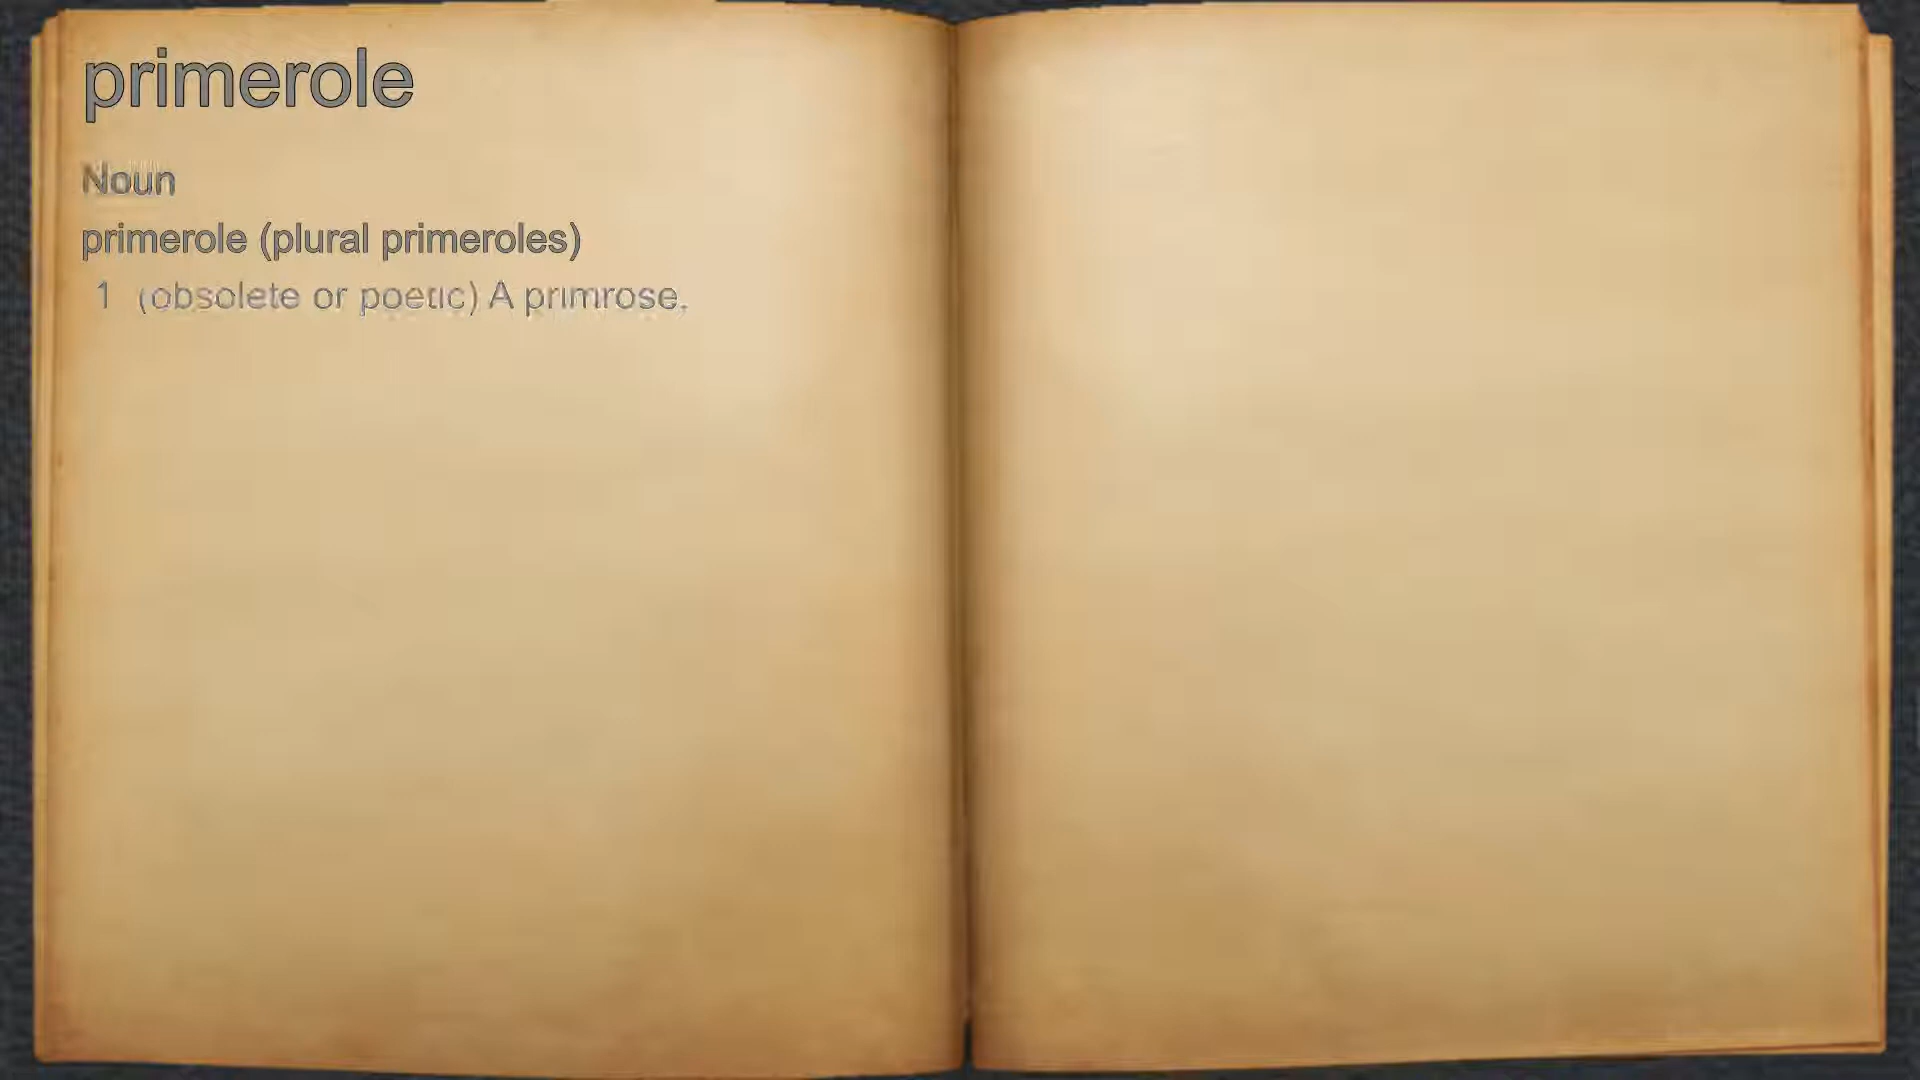 primerole
Noun
primerole (plural primeroles)
1 (obsolete or poetic) A primrose.